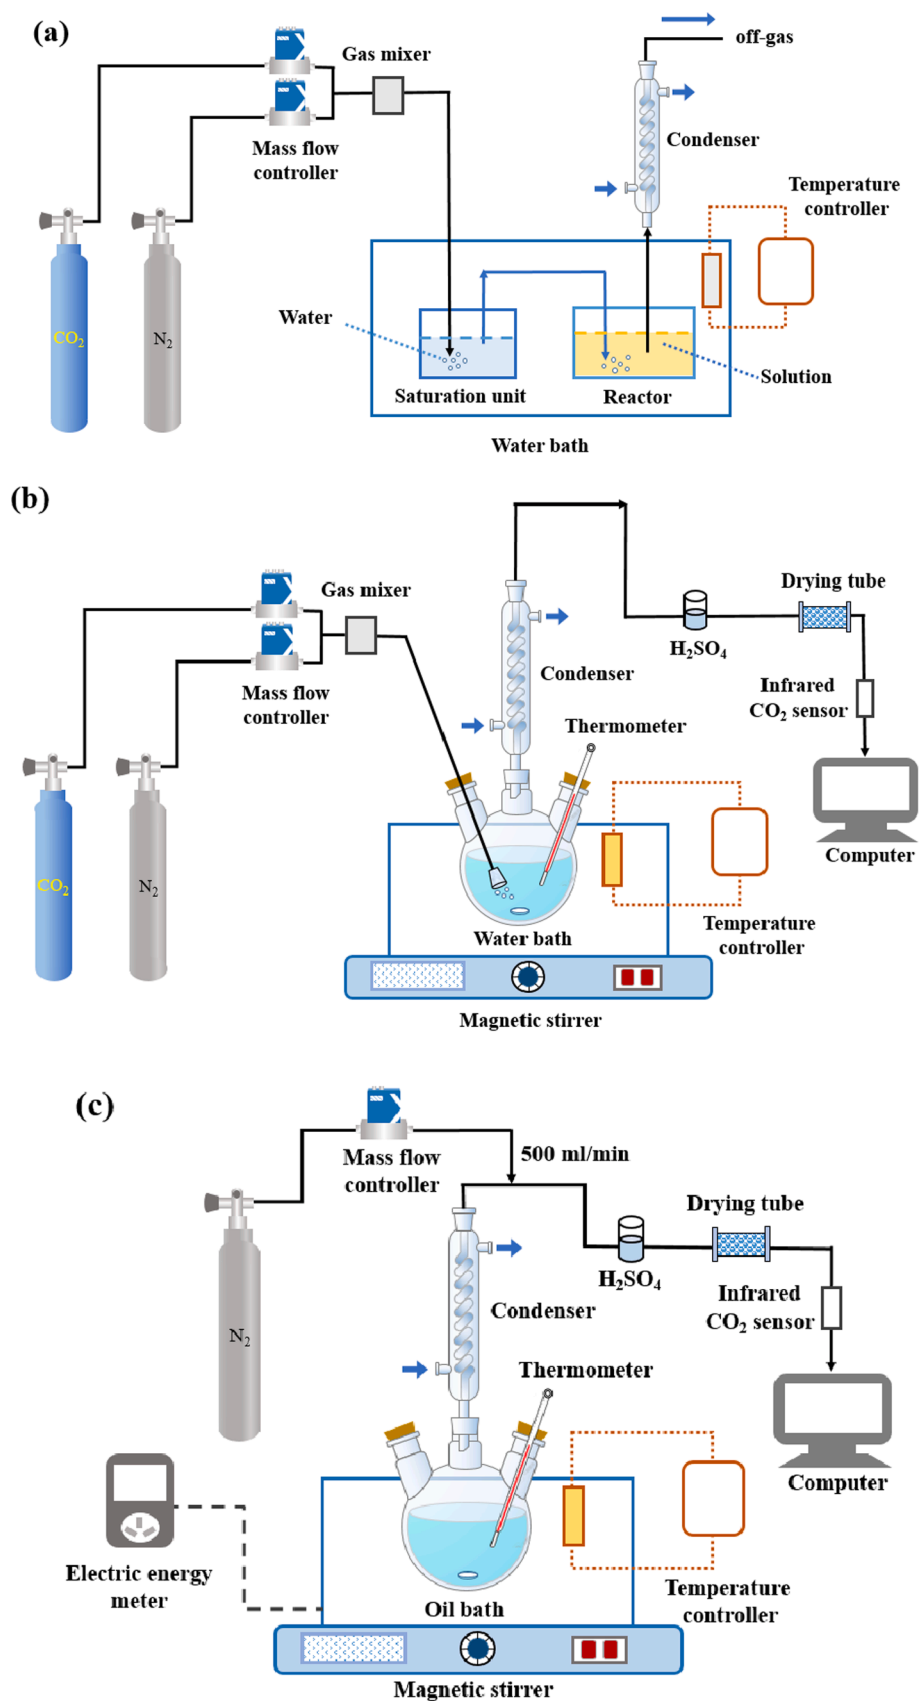 (a)
off-gas
Gas mixer
Condenser
Mass flow
controller
Temperature
controller
Water
CO₂
N₂
Solution
Saturation unit
Reactor
Water bath
(b)
Drying tube
Gas mixer
H₂SO₄
Condenser
Mass flow
controller
Infrared
CO₂ sensor
Thermometer
Computer
CO₂
N₂
Water bath
Temperature
controller
Magnetic stirrer
(c)
500 ml/min
Mass flow
controller
Drying tube
H₂SO₄
Infrared
CO₂ sensor
Condenser
N₂
Thermometer
Computer
Electric energy
meter
Oil bath
Temperature
controller
Magnetic stirrer